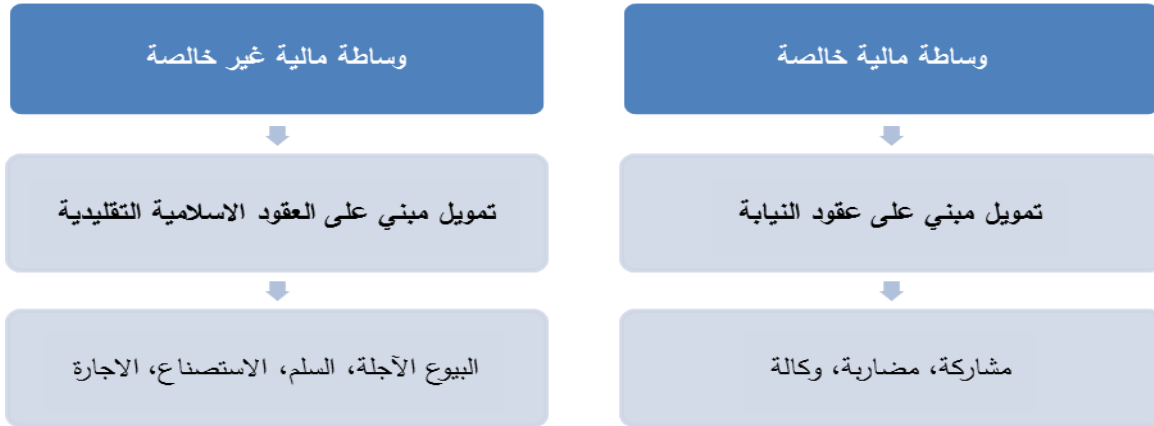 وساطة مالية خالصة
تمويل مبني على عقود النيابة
مشاركة، مضاربة، وكالة
وساطة مالية غير خالصة
تمويل مبني على العقود الاسلامية التقليدية
البيوع الآجلة، السلم، الاستصناع، الاجارة